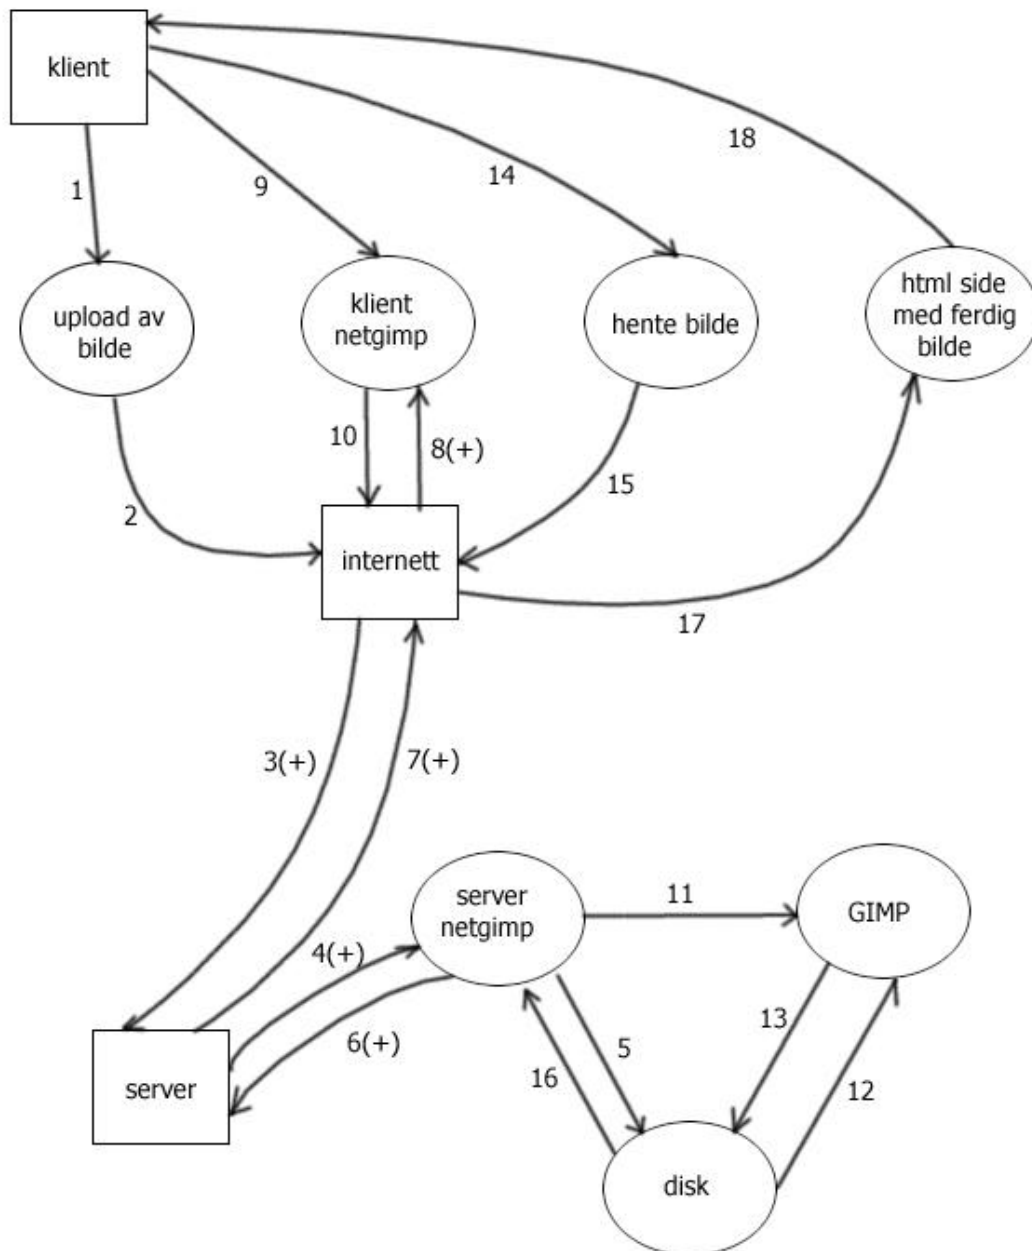 klient
18
1
9
14
upload av
bilde
klient
netgimp
hente bilde
html side
med ferdig
bilde
10
8(+)
15
2
internett
17
3(+)
7(+)
server
netgimp
11
GIMP
4(+)
6(+)
5
13
16
12
server
disk